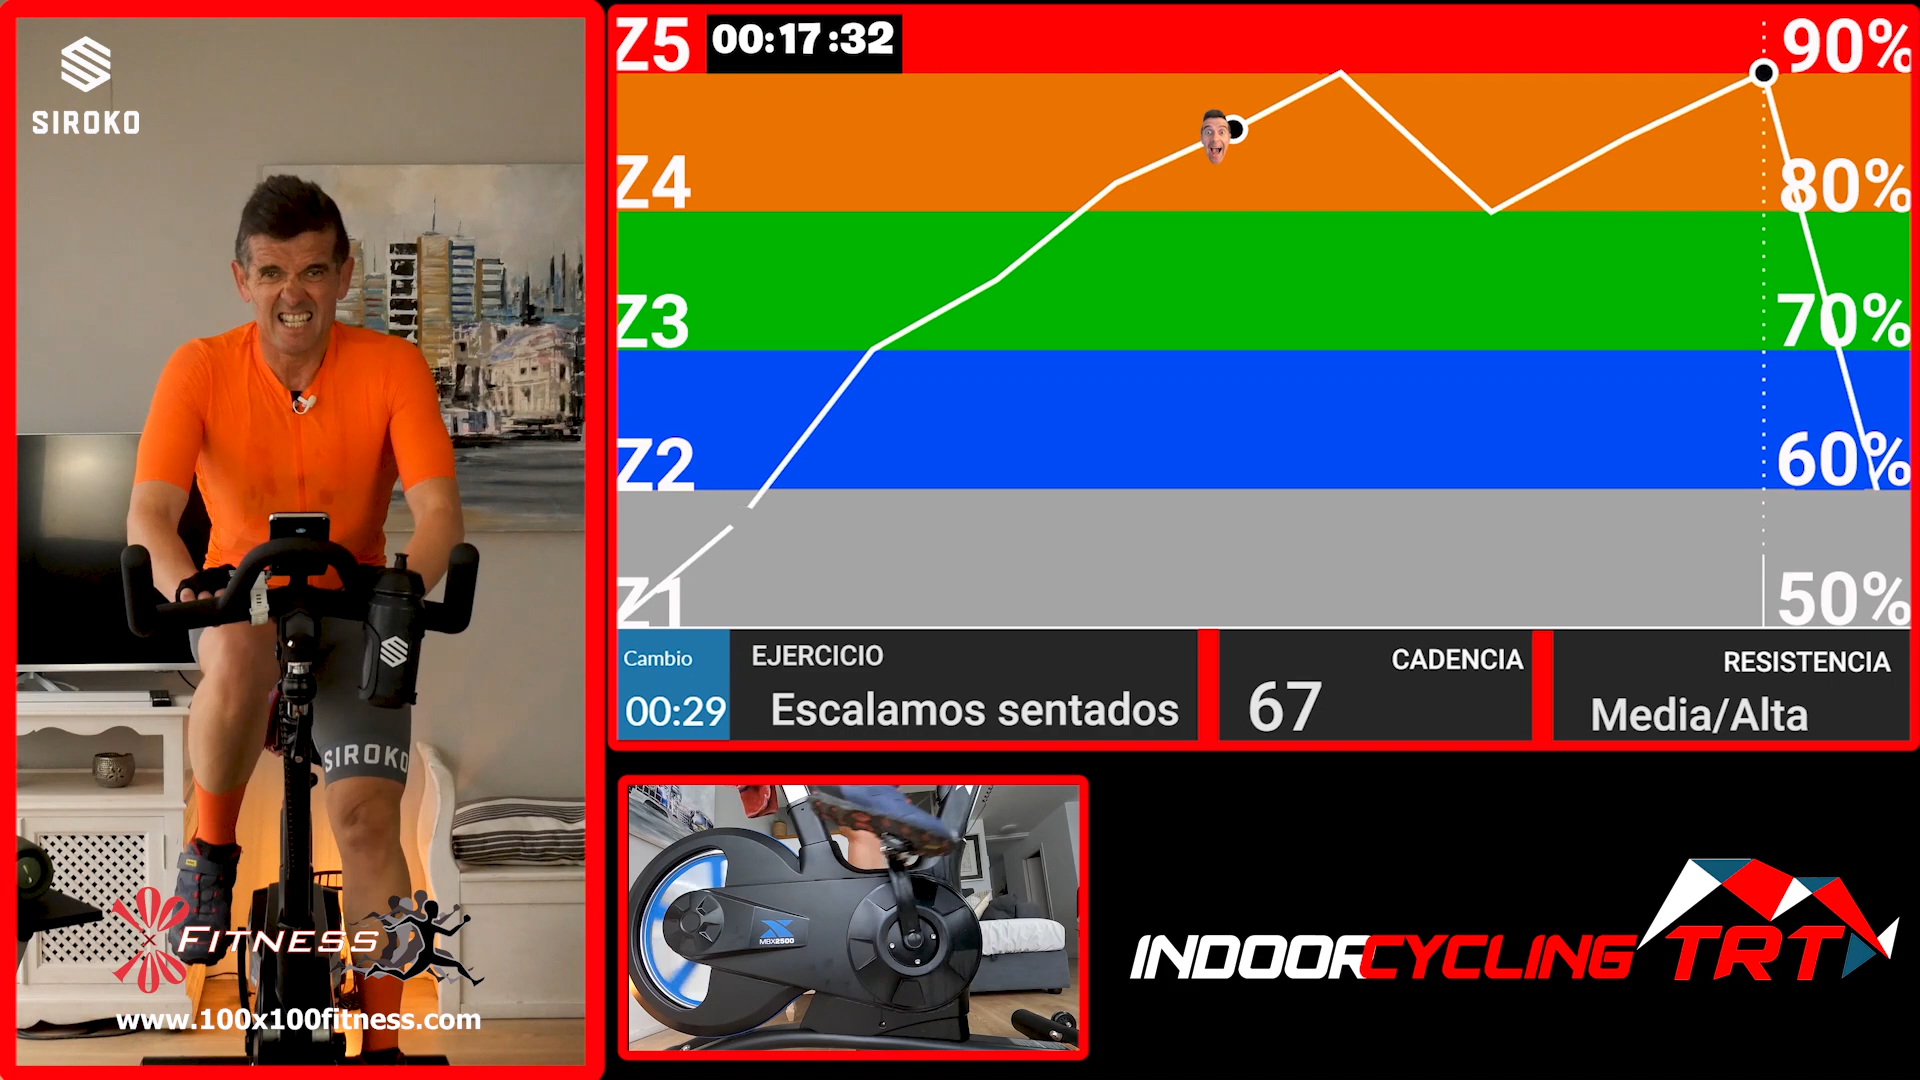 SIROKO
SIROKO
FITNESS
www.100x100fitness.com
Z5
00:17:32
90%
Z4
80%
Z3
70%
Z2
60%
Z1
50%
Cambio
00:29
EJERCICIO
Escalamos sentados
CADENCIA
67
RESISTENCIA
Media/Alta
MBX2500
INDOORCYCLING TRT